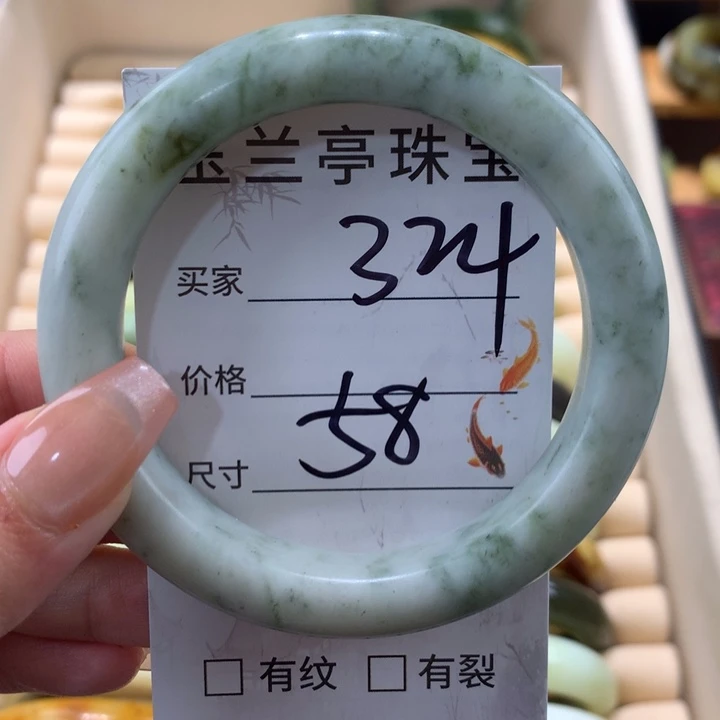 玉兰亭珠宝
买家 324
价格
尺寸 58
有纹 有裂